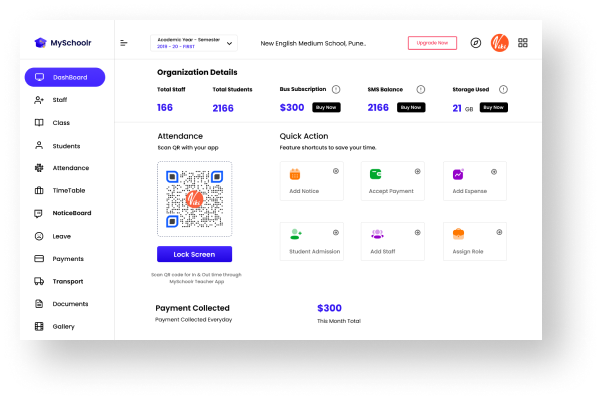 MySchoolr
Academic Year - Semester
2019 - 20 - FIRST
New English Medium School, Pune..
Upgrade Now
DashBoard
Staff
Class
Students
Attendance
TimeTable
NoticeBoard
Leave
Payments
Transport
Documents
Gallery
Organization Details
Total Staff
Total Students
Bus Subscription
SMS Balance
Storage Used
166
2166
$300
Buy Now
2166
Buy Now
21 GB
Buy Now
Attendance
Scan QR with your app
Lock Screen
Scan QR code for In & Out time through
MySchoolr Teacher App
Quick Action
Feature shortcuts to save your time.
Add Notice
Accept Payment
Add Expense
Student Admission
Add Staff
Assign Role
Payment Collected
Payment Collected Everyday
$300
This Month Total